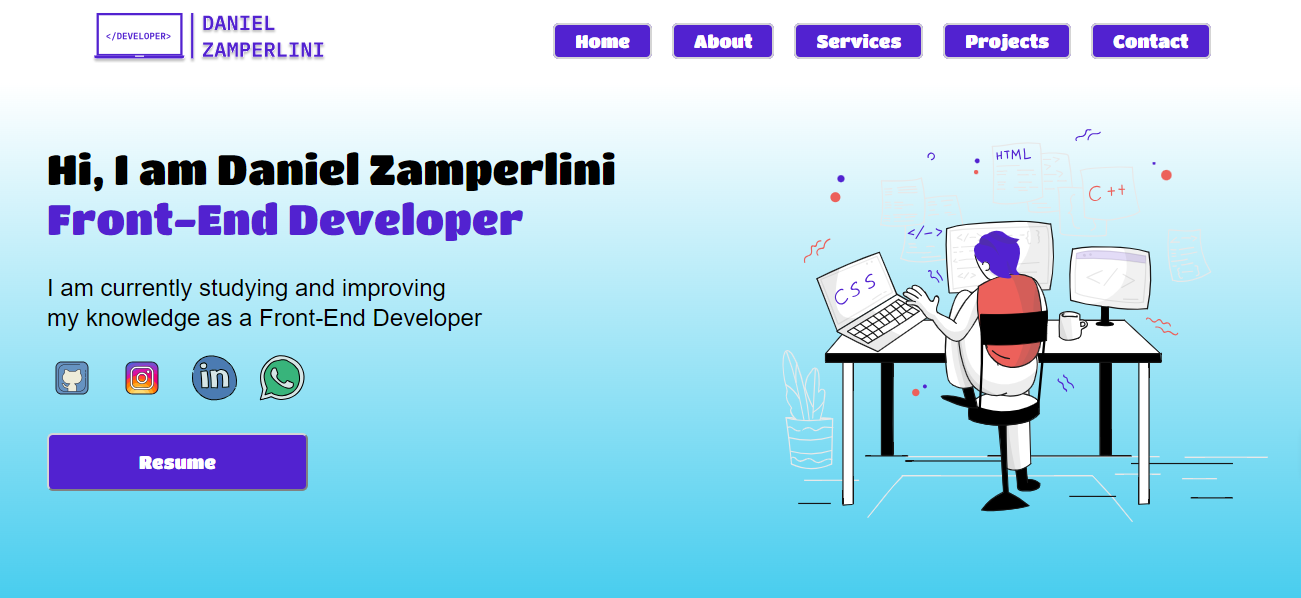 </DEVELOPER>
DANIEL
ZAMPERLINI
Home
About
Services
Projects
Contact
Hi, I am Daniel Zamperlini
Front-End Developer
I am currently studying and improving
my knowledge as a Front-End Developer
in
Resume
HTML
C++
</-->
CSS
</>